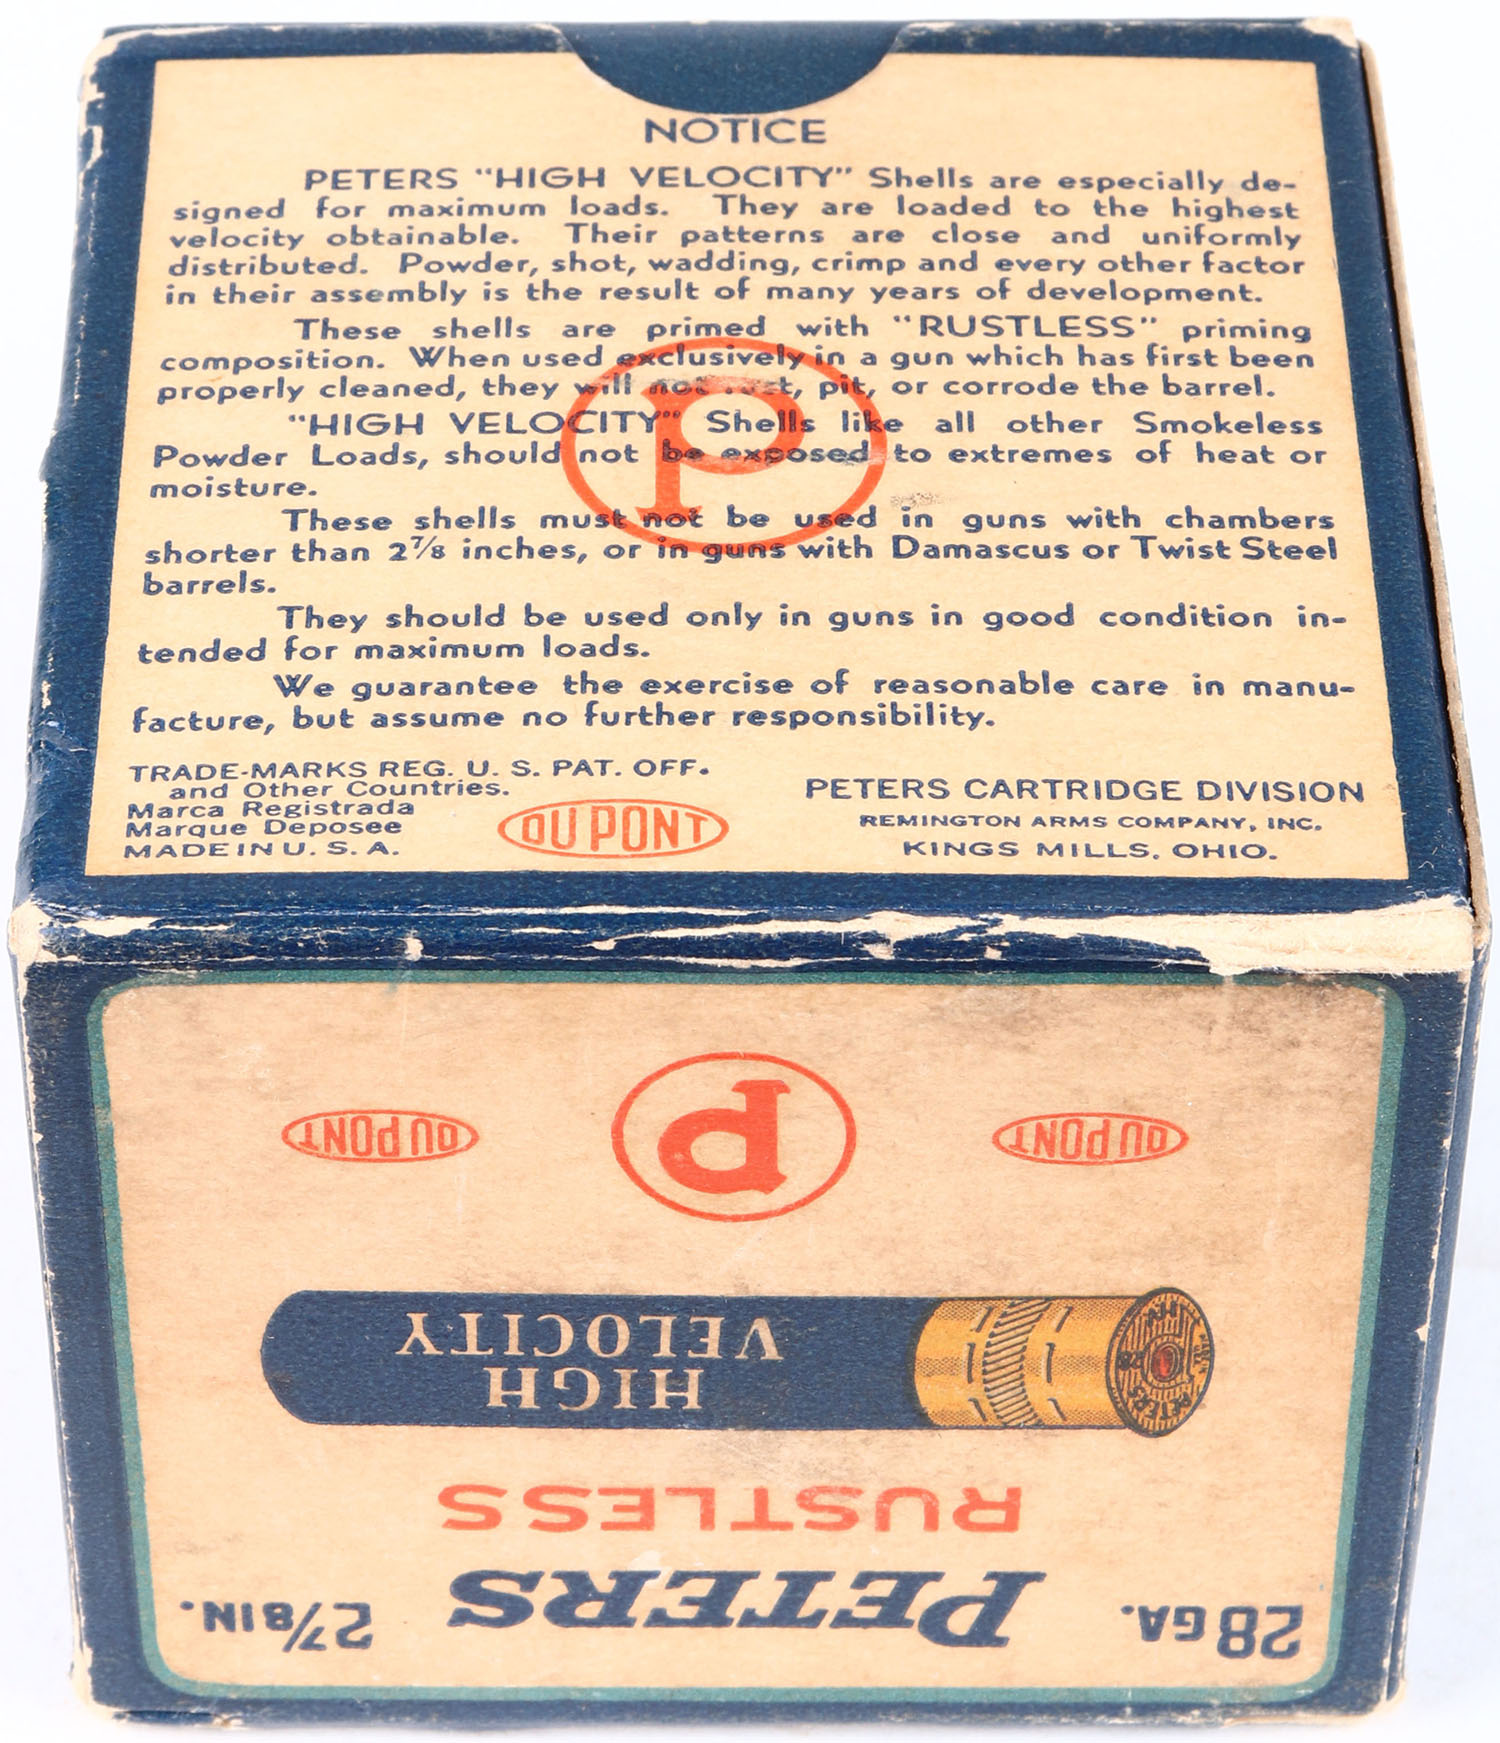 NOTICE
PETERS "HIGH VELOCITY" Shells are especially de-
signed for maximum loads. They are loaded to the highest
velocity obtainable. Their patterns are close and uniformly
distributed. Powder, shot, wadding, crimp and every other factor
in their assembly is the result of many years of development.
These shells are primed with "RUSTLESS" priming
composition. When used exclusively in a gun which has first been
properly cleaned, they will not rust, pit, or corrode the barrel.
"HIGH VELOCITY" Shells like all other Smokeless
Powder Loads, should not be exposed to extremes of heat or
moisture.
These shells must not be used in guns with chambers
shorter than 2⅞ inches, or in guns with Damascus or Twist Steel
barrels.
They should be used only in guns in good condition in-
tended for maximum loads.
We guarantee the exercise of reasonable care in manu-
facture, but assume no further responsibility.
P
TRADE-MARKS REG. U. S. PAT. OFF.
and Other Countries.
Marca Registrada
Marque Deposee
MADE IN U. S. A.
DU PONT
PETERS CARTRIDGE DIVISION
REMINGTON ARMS COMPANY, INC.
KINGS MILLS, OHIO.
28 GA.
PETERS
2⅞ IN.
RUSTLESS
HIGH
VELOCITY
PETERS
28
H-V
DU PONT
P
DU PONT